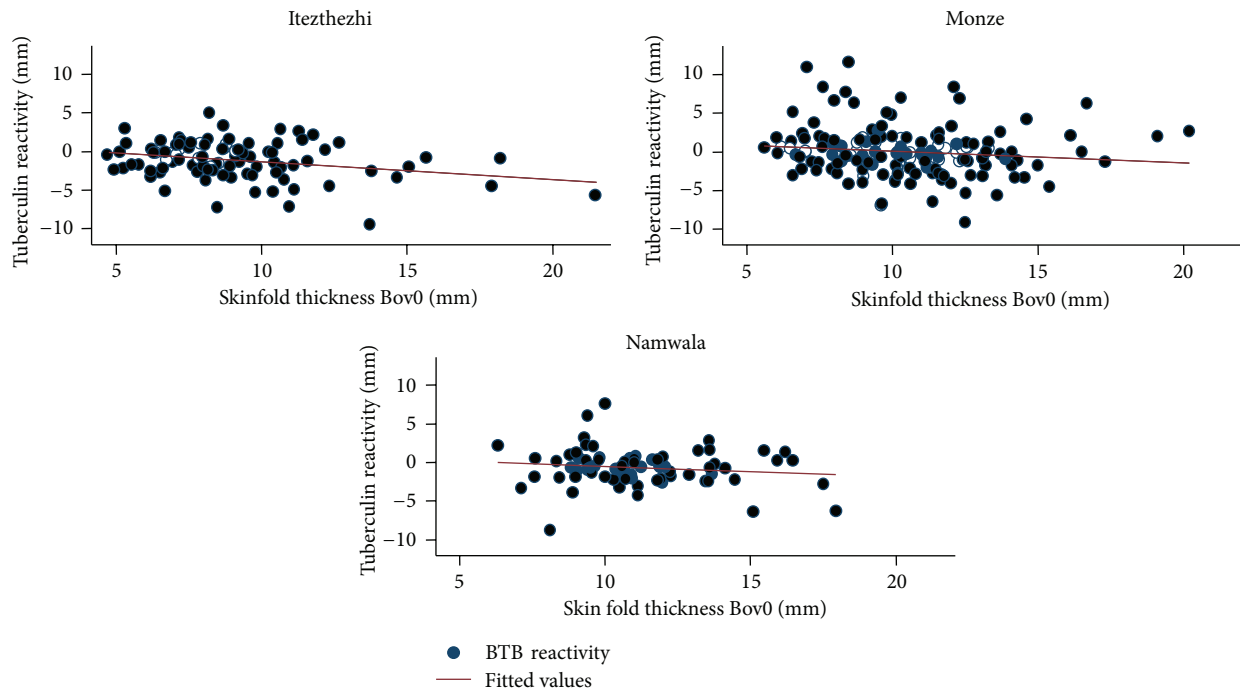 Itezthezhi
Tuberculin reactivity (mm)
10
5
0
−5
−10
5
10
15
20
Skinfold thickness Bov0 (mm)
Monze
Tuberculin reactivity (mm)
10
5
0
−5
−10
5
10
15
20
Skinfold thickness Bov0 (mm)
Namwala
Tuberculin reactivity (mm)
10
5
0
−5
−10
5
10
15
20
Skin fold thickness Bov0 (mm)
BTB reactivity
Fitted values